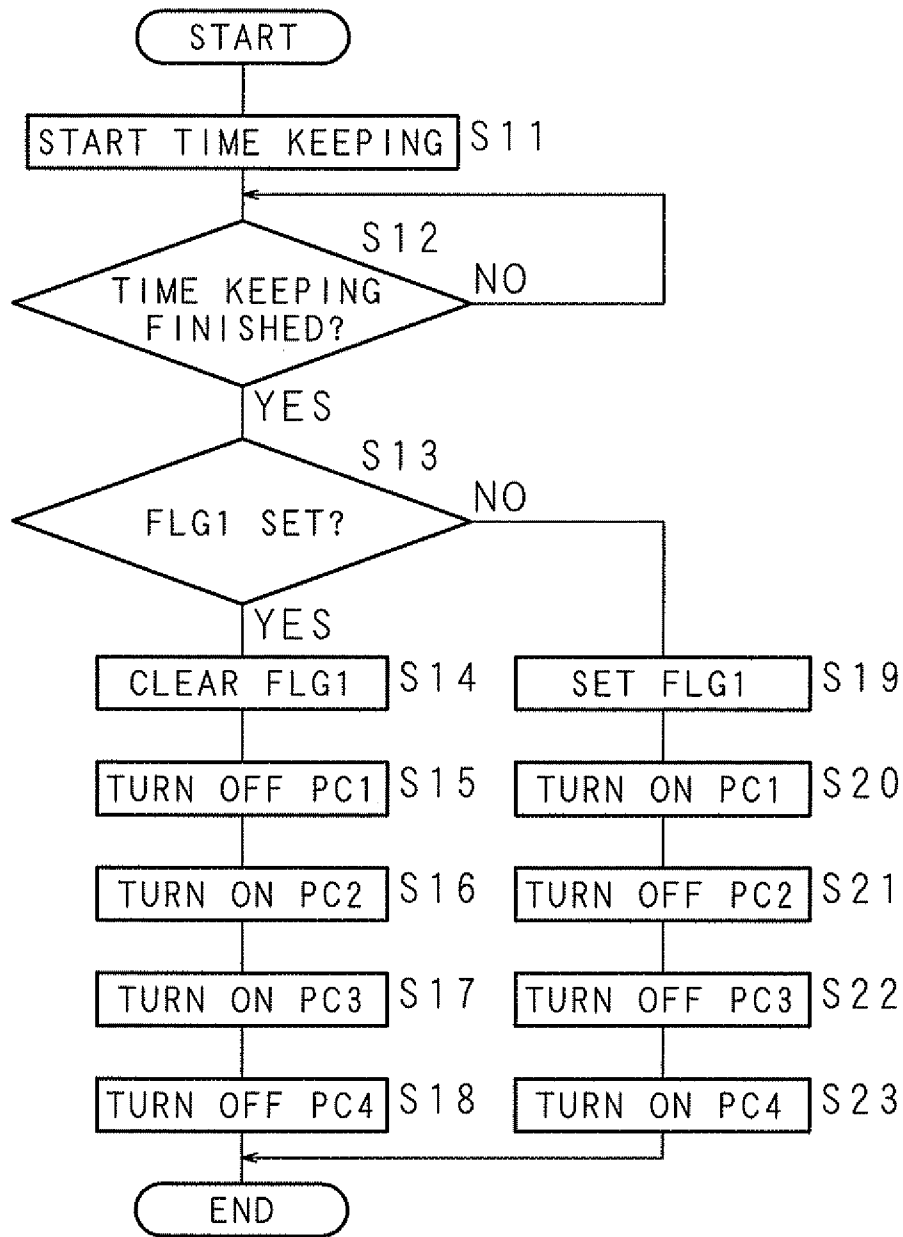 START
START TIME KEEPING S11
S12
TIME KEEPING NO
FINISHED?
YES
S13
NO
FLG1 SET?
YES
CLEAR FLG1 S14
SET FLG1 S19
TURN OFF PC1 S15
TURN ON PC1 S20
TURN ON PC2 S16
TURN OFF PC2 S21
TURN ON PC3 S17
TURN OFF PC3 S22
TURN OFF PC4 S18
TURN ON PC4 S23
END